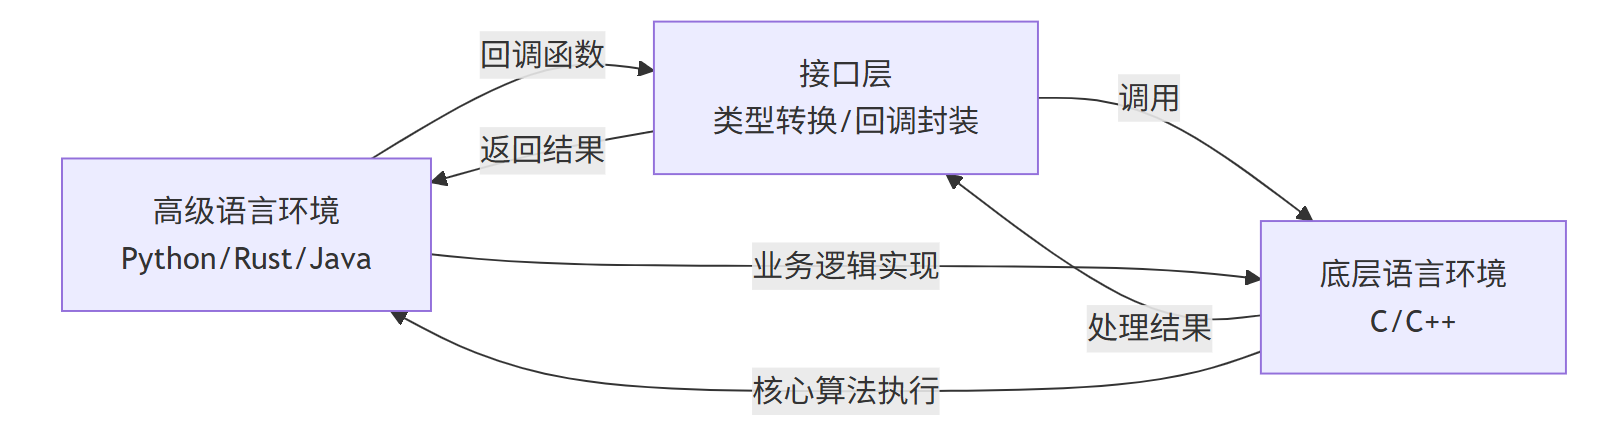 回调函数
接口层
类型转换/回调封装
调用
返回结果
高级语言环境
Python/Rust/Java
业务逻辑实现
底层语言环境
C/C++
处理结果
核心算法执行